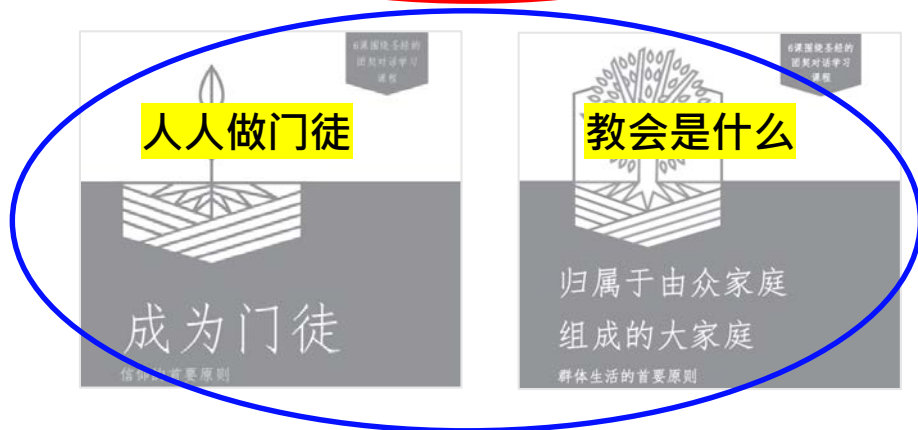 6课围绕圣经的
团契对话学习
课程
人人做门徒
成为门徒
信仰的首要原则
6课围绕圣经的
团契对话学习
课程
教会是什么
归属于由众家庭
组成的大家庭
群体生活的首要原则